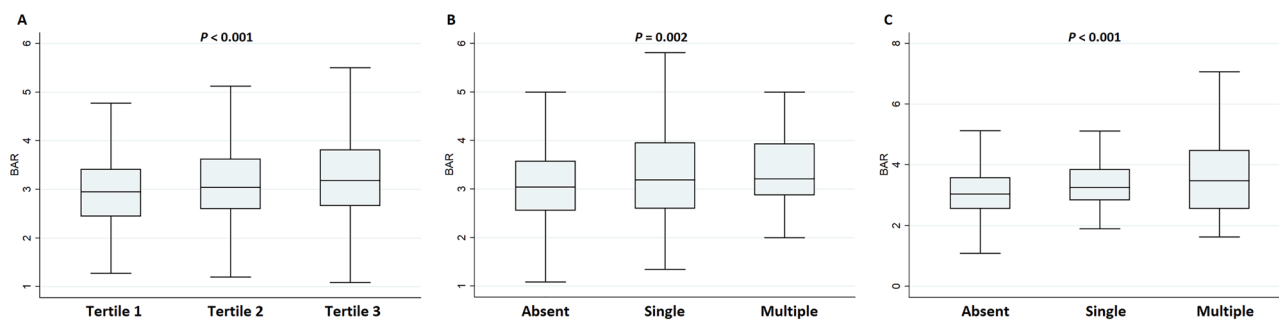 A
P < 0.001
6
5
4
3
2
1
BAR
Tertile 1 Tertile 2 Tertile 3
B
P = 0.002
6
5
4
3
2
1
BAR
Absent Single Multiple
C
P < 0.001
8
6
4
2
0
BAR
Absent Single Multiple